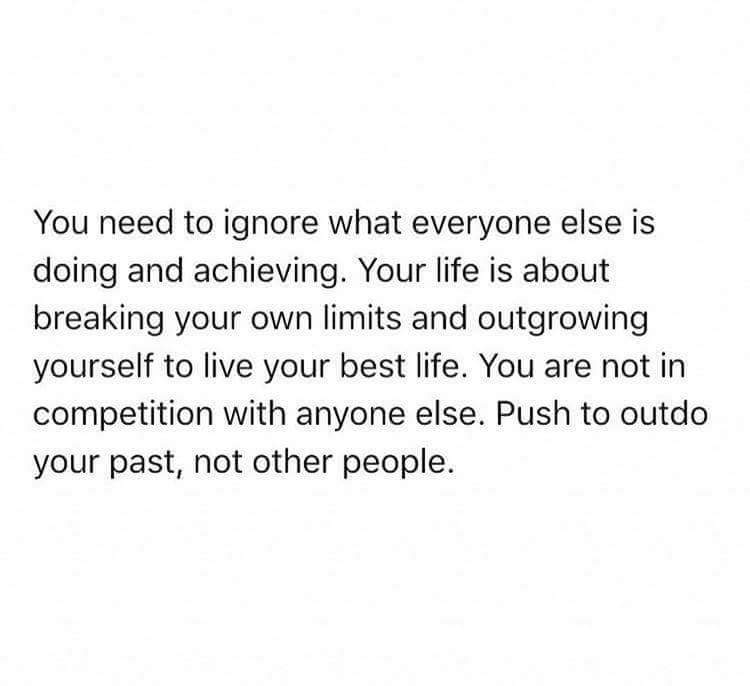 You need to ignore what everyone else is
doing and achieving. Your life is about
breaking your own limits and outgrowing
yourself to live your best life. You are not in
competition with anyone else. Push to outdo
your past, not other people.